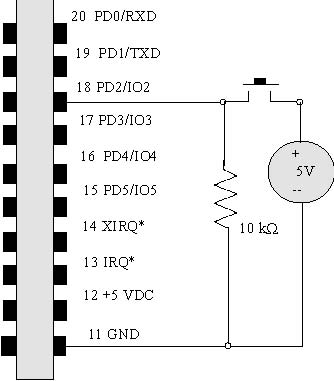 20 PD0/RXD
19 PD1/TXD
18 PD2/IO2
17 PD3/IO3
16 PD4/IO4
15 PD5/IO5
14 XIRQ*
13 IRQ*
12 +5 VDC
11 GND
+
5V
--
10 kΩ